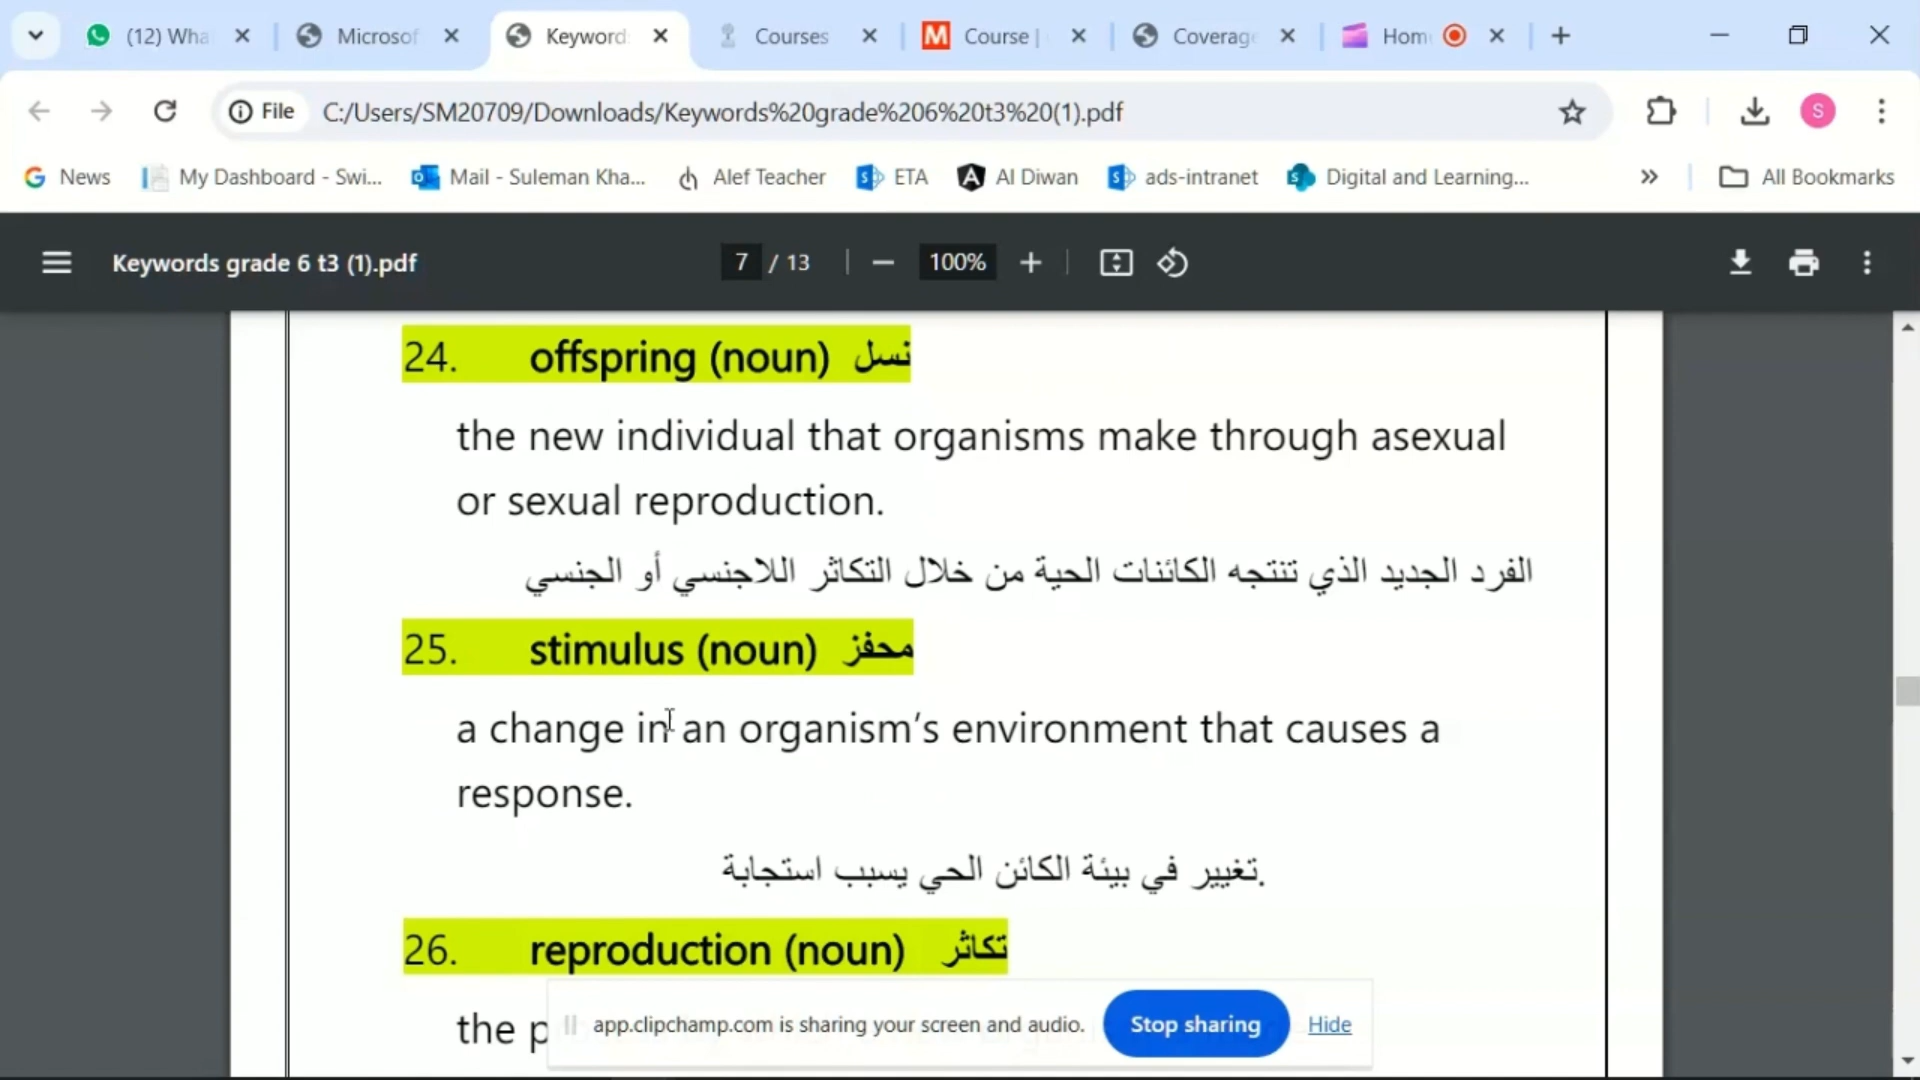 (12) Wha
Microsof
Keyword
Courses
Course |
Coverag
Hom
File
C:/Users/SM20709/Downloads/Keywords%20grade%206%20t3%20(1).pdf
S
News
My Dashboard - Swi...
Mail - Suleman Kha...
Alef Teacher
ETA
Al Diwan
ads-intranet
Digital and Learning...
All Bookmarks
Keywords grade 6 t3 (1).pdf
7 / 13
100%
24. offspring (noun) نسل
the new individual that organisms make through asexual
or sexual reproduction.
الفرد الجديد الذي تنتجه الكائنات الحية من خلال التكاثر اللاجنسي أو الجنسي
25. stimulus (noun) محفز
a change in an organism’s environment that causes a
response.
تغيير في بيئة الكائن الحي يسبب استجابة.
26. reproduction (noun) تكاثر
the p
app.clipchamp.com is sharing your screen and audio.
Stop sharing
Hide